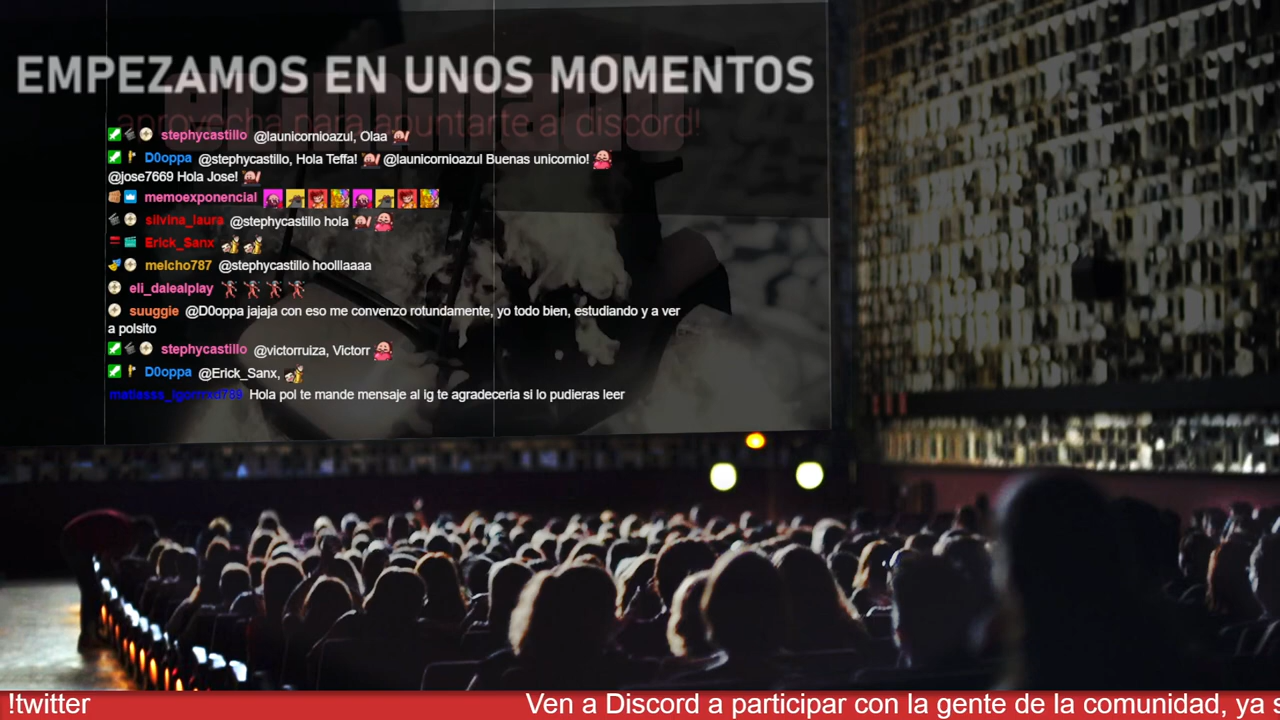 EMPEZAMOS EN UNOS MOMENTOS
aprovecha para apuntarte al discord!
stephycastillo @launicornioazul, Olaa
D0oppa @stephycastillo, Hola Teffa! @launicornioazul Buenas unicornio!
@jose7669 Hola Jose!
memoexponencial
silvina_laura @stephycastillo hola
Erick_Sanx
melcho787 @stephycastillo hoolllaaaa
eli_dalealplay
suuggie @D0oppa jajaja con eso me convenzo rotundamente, yo todo bien, estudiando y a ver
a polsito
stephycastillo @victorruiza, Victorr
D0oppa @Erick_Sanx,
Hola pol te mande mensaje al ig te agradeceria si lo pudieras leer
!twitter Ven a Discord a participar con la gente de la comunidad, ya s